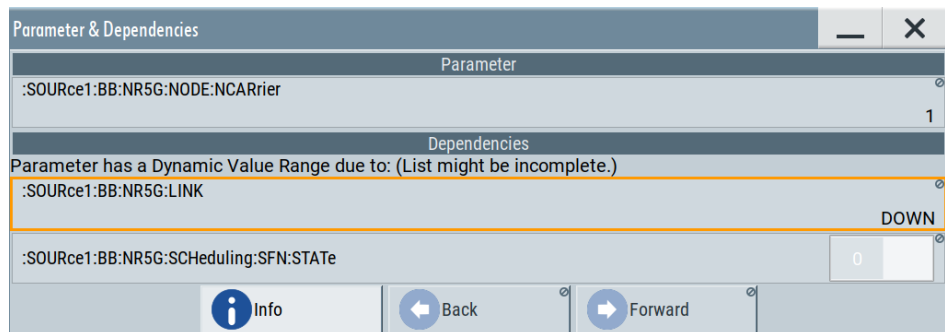 Parameter & Dependencies
Parameter
:SOURce1:BB:NR5G:NODE:NCARrier
1
Dependencies
Parameter has a Dynamic Value Range due to: (List might be incomplete.)
:SOURce1:BB:NR5G:LINK
DOWN
:SOURce1:BB:NR5G:SCHeduling:SFN:STATe
0
Info
Back
Forward